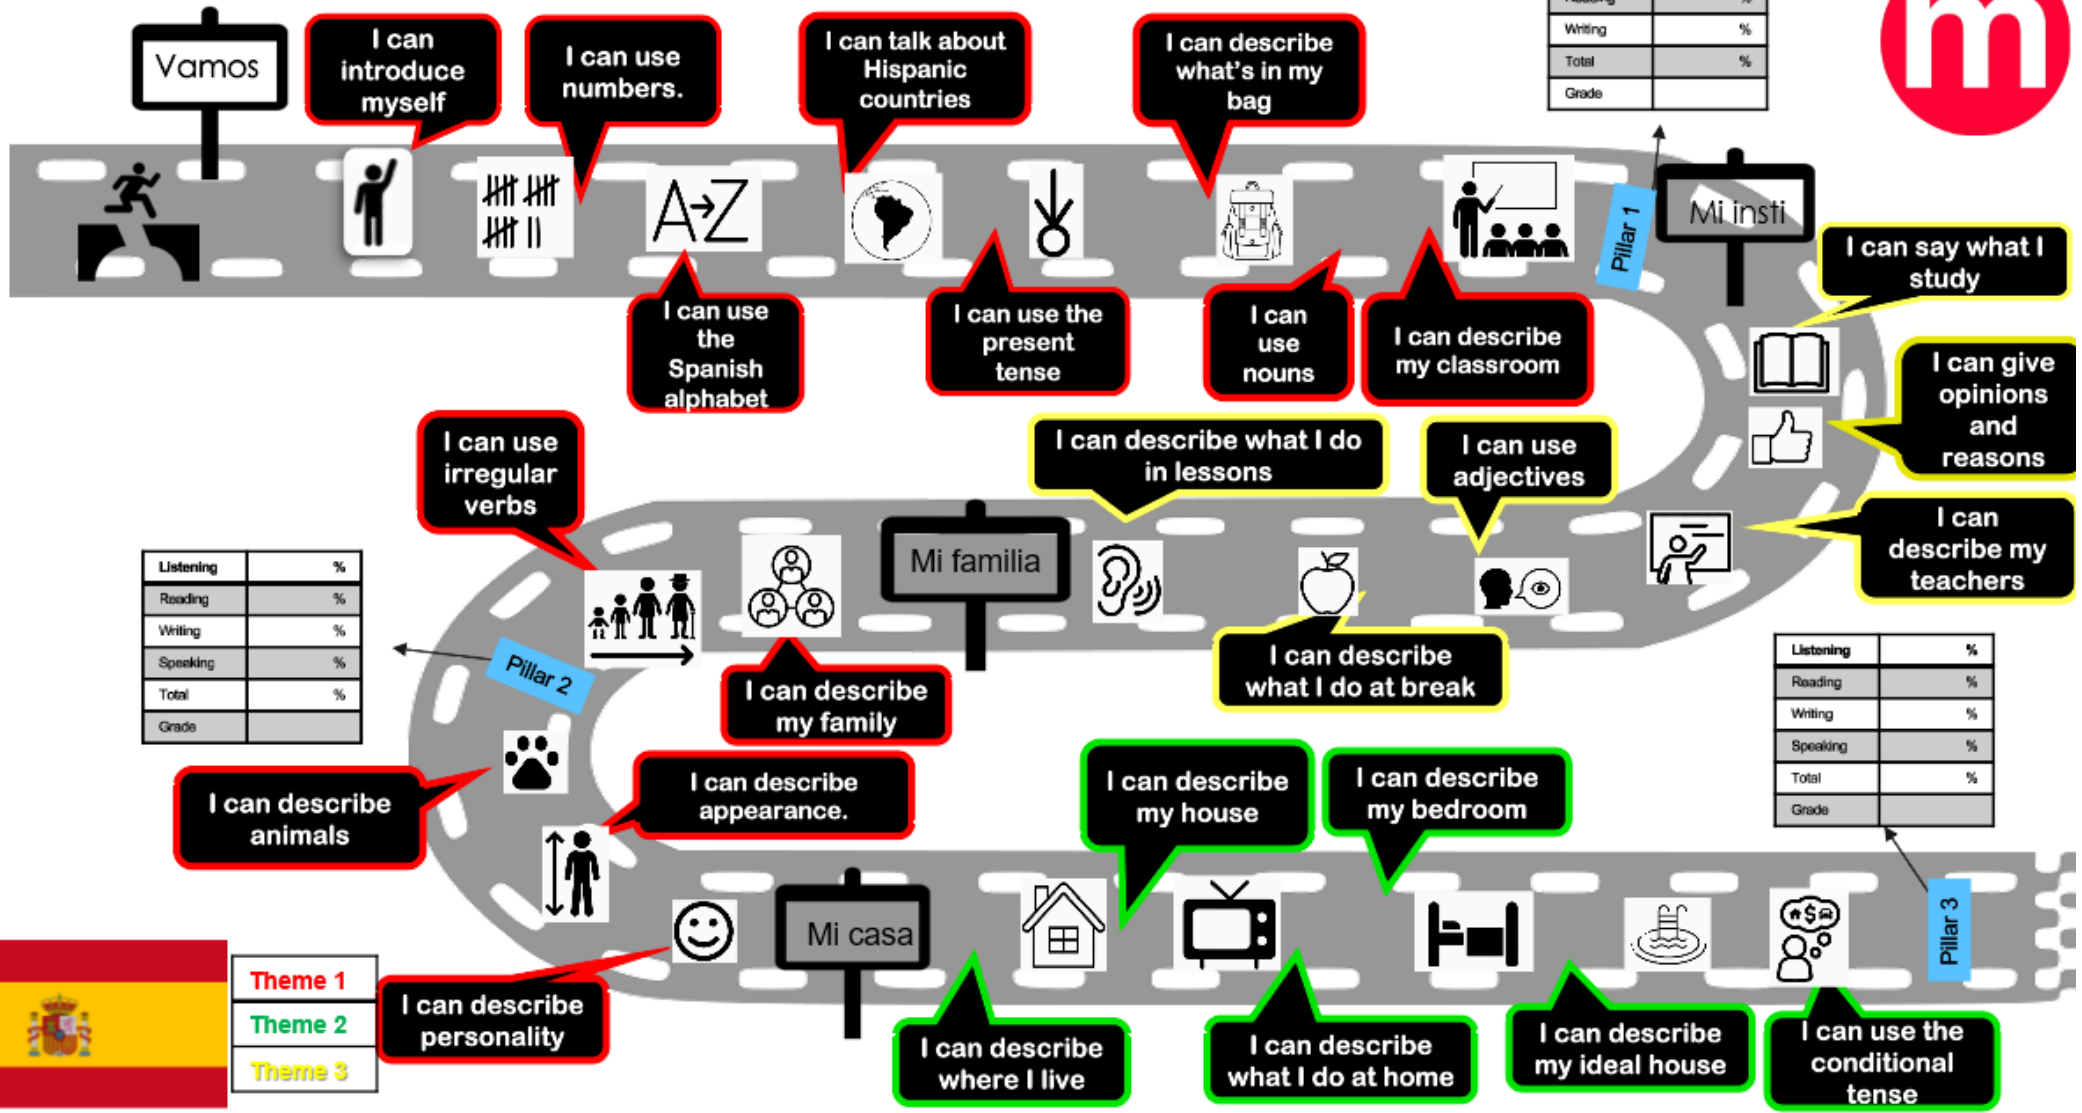 Vamos
I can
introduce
myself
I can use
numbers.
I can talk about
Hispanic
countries
I can describe
what's in my
bag
Reading %
Writing %
Total %
Grade
m
A→Z
Pillar 1
Mi insti
I can use
the
Spanish
alphabet
I can use the
present
tense
I can
use
nouns
I can describe
my classroom
I can say what I
study
I can give
opinions
and
reasons
I can
describe my
teachers
I can use
adjectives
I can describe what I do
in lessons
I can describe
what I do at break
Mi familia
I can describe
my family
I can use
irregular
verbs
Pillar 2
Listening %
Reading %
Writing %
Speaking %
Total %
Grade
I can describe
animals
I can describe
appearance.
I can describe
personality
Mi casa
I can describe
where I live
I can describe
my house
I can describe
what I do at home
I can describe
my bedroom
I can describe
my ideal house
$
I can use the
conditional
tense
Pillar 3
Listening %
Reading %
Writing %
Speaking %
Total %
Grade
Theme 1
Theme 2
Theme 3